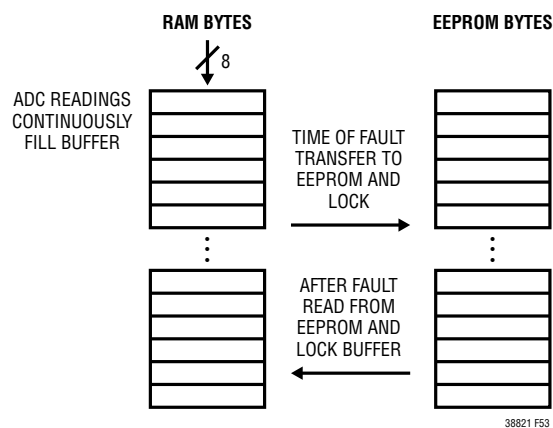 RAM BYTES
EEPROM BYTES
8
ADC READINGS
CONTINUOUSLY
FILL BUFFER
TIME OF FAULT
TRANSFER TO
EEPROM AND
LOCK
AFTER FAULT
READ FROM
EEPROM AND
LOCK BUFFER
38821 F53